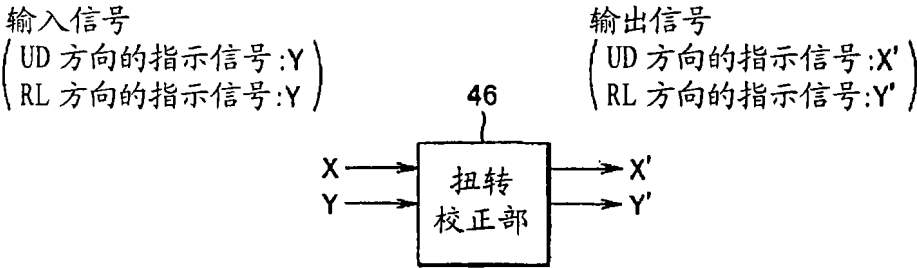 输入信号
UD 方向的指示信号:Y
RL 方向的指示信号:Y
输出信号
UD 方向的指示信号:X'
RL 方向的指示信号:Y'
46
X
Y
扭转
校正部
X'
Y'